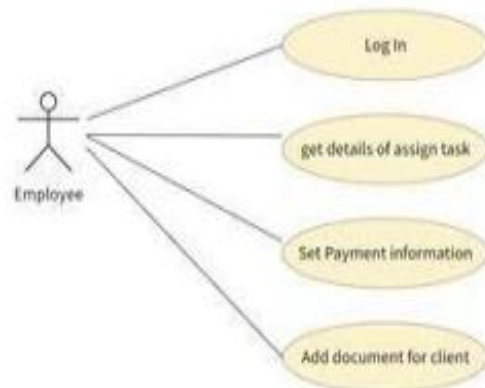 Log In
get details of assign task
Employee
Set Payment information
Add document for client